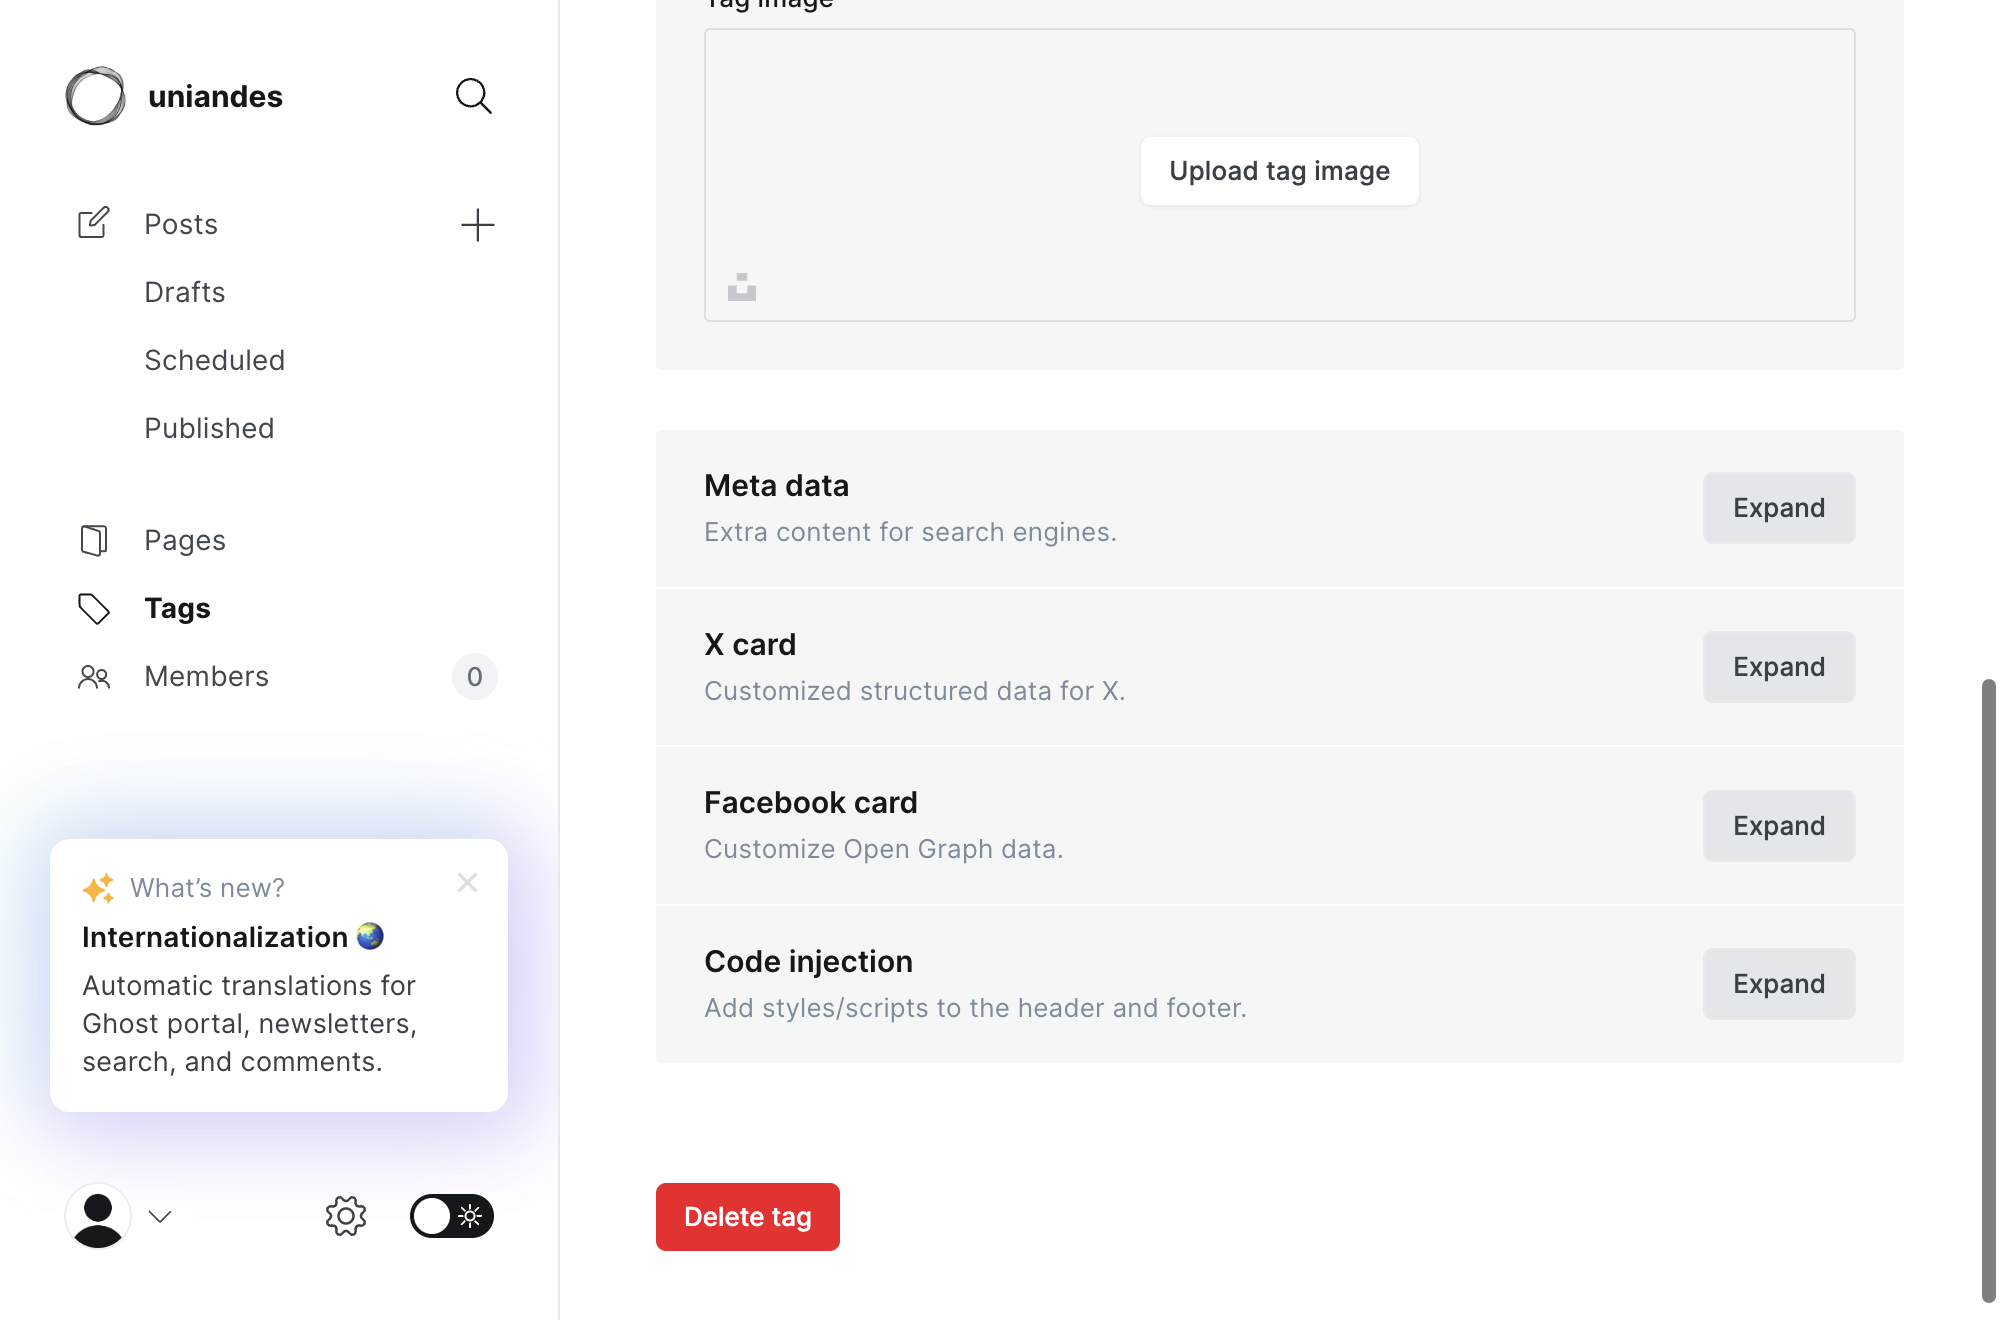 uniandes
Posts
Drafts
Scheduled
Published
Pages
Tags
Members
0
What's new?
Internationalization 🌏
Automatic translations for
Ghost portal, newsletters,
search, and comments.
Tag image
Upload tag image
Meta data
Extra content for search engines.
Expand
X card
Customized structured data for X.
Expand
Facebook card
Customize Open Graph data.
Expand
Code injection
Add styles/scripts to the header and footer.
Expand
Delete tag